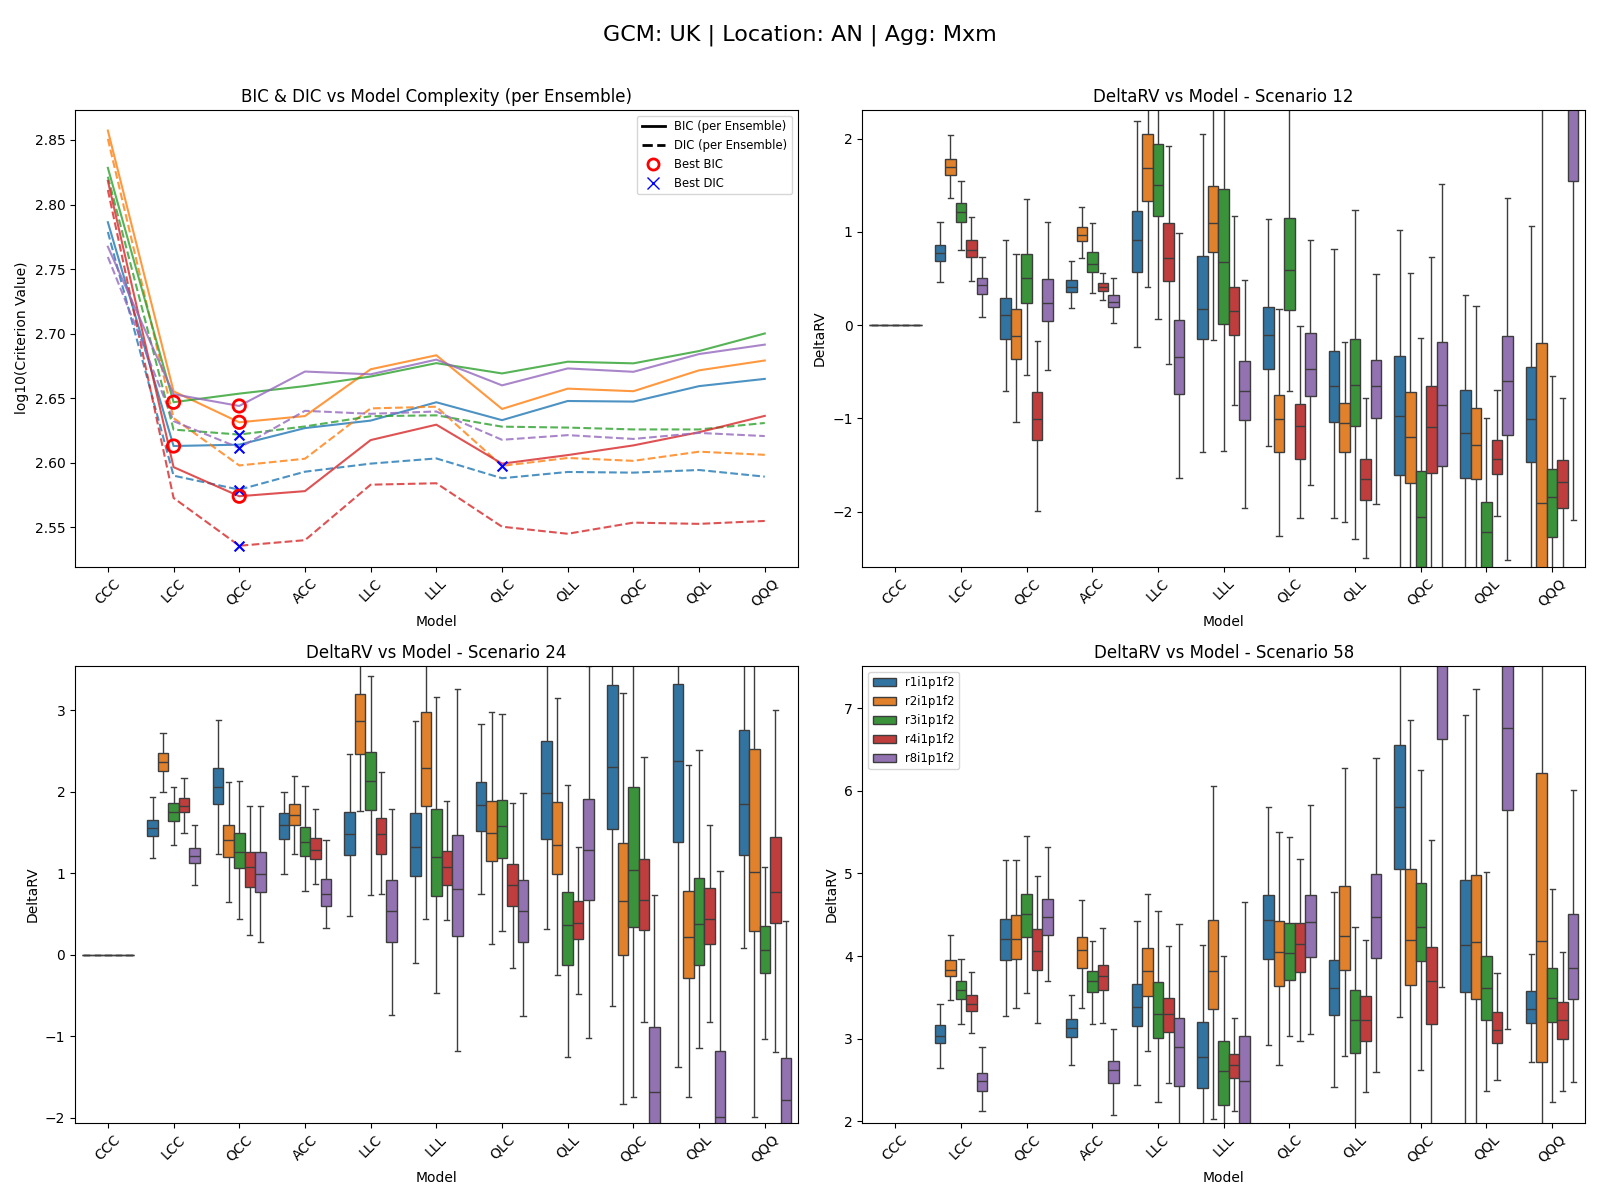 GCM: UK | Location: AN | Agg: Mxm
BIC & DIC vs Model Complexity (per Ensemble)
log10(Criterion Value)
2.85
2.80
2.75
2.70
2.65
2.60
2.55
BIC (per Ensemble)
DIC (per Ensemble)
Best BIC
Best DIC
CCC LCC QCC ACC LLC LLL QLC QLL QQC QQL QQQ
Model
DeltaRV vs Model - Scenario 12
DeltaRV
2
1
0
−1
−2
CCC LCC QCC ACC LLC LLL QLC QLL QQC QQL QQQ
Model
DeltaRV vs Model - Scenario 24
DeltaRV
3
2
1
0
−1
−2
CCC LCC QCC ACC LLC LLL QLC QLL QQC QQL QQQ
Model
DeltaRV vs Model - Scenario 58
DeltaRV
7
6
5
4
3
2
r1i1p1f2
r2i1p1f2
r3i1p1f2
r4i1p1f2
r8i1p1f2
CCC LCC QCC ACC LLC LLL QLC QLL QQC QQL QQQ
Model